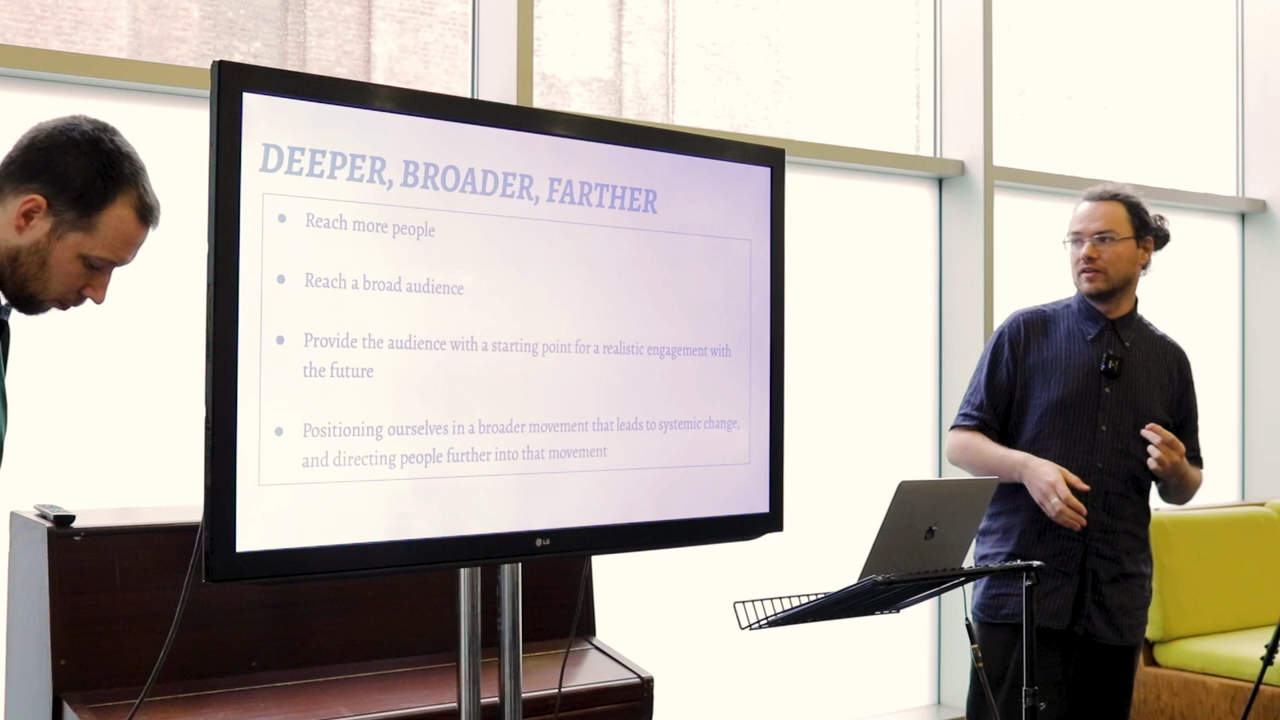 DEEPER, BROADER, FARTHER
Reach more people
Reach a broad audience
Provide the audience with a starting point for a realistic engagement with
the future
Positioning ourselves in a broader movement that leads to systemic change,
and directing people further into that movement
LG